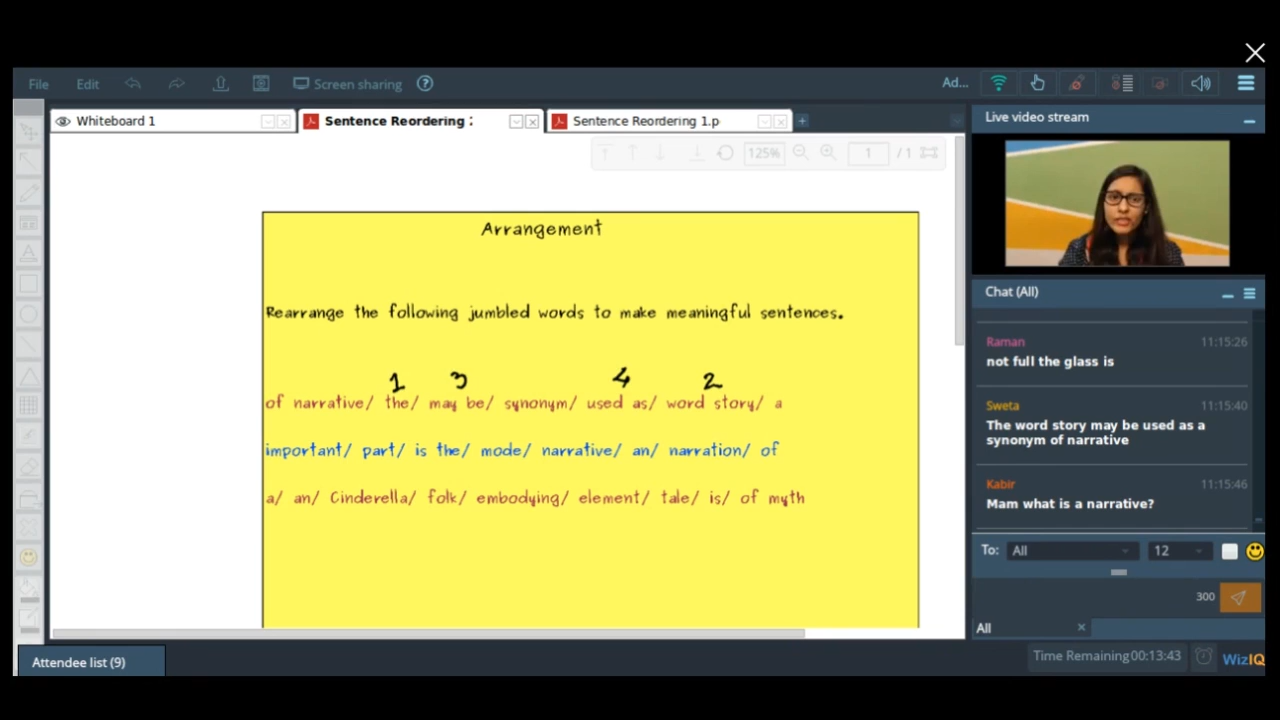 File Edit Screen sharing ? Ad...
Whiteboard 1 Sentence Reordering Sentence Reordering 1.p +
125% 1 / 1
Arrangement
Rearrange the following jumbled words to make meaningful sentences.
1 3 4 2
of narrative/ the/ may be/ synonym/ used as/ word story/ a
important/ part/ is the/ mode/ narrative/ an/ narration/ of
a/ an/ Cinderella/ folk/ embodying/ element/ tale/ is/ of myth
Live video stream
Chat (All)
Raman 11:15:26
not full the glass is
Sweta 11:15:40
The word story may be used as a
synonym of narrative
Kabir 11:15:46
Mam what is a narrative?
To: All 12
300
All
Attendee list (9)
Time Remaining 00:13:43 WizIQ